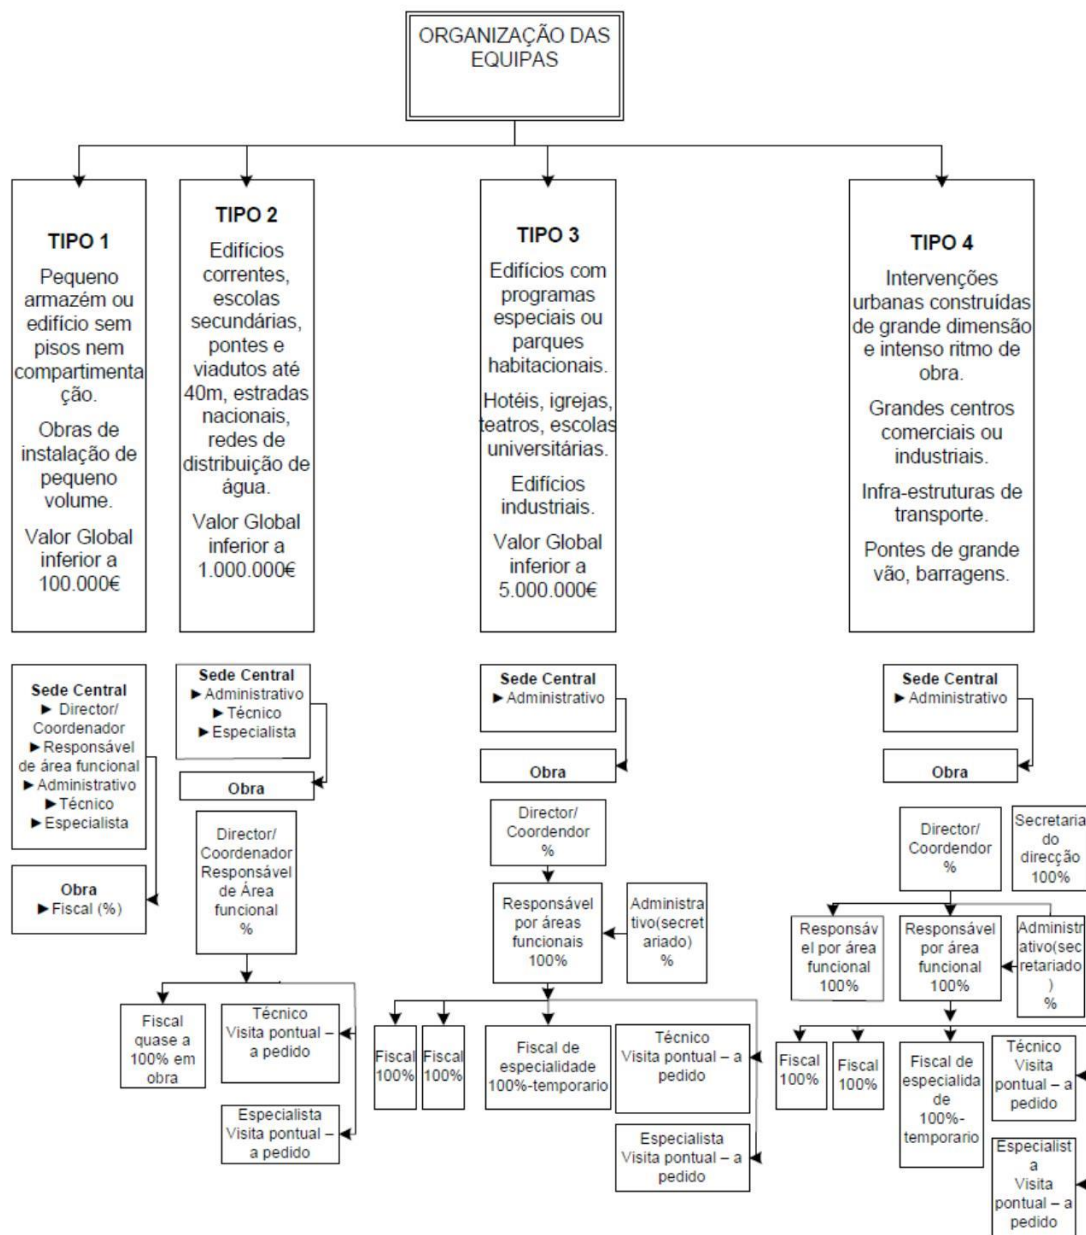 ORGANIZAÇÃO DAS
EQUIPAS
TIPO 1
Pequeno
armazém ou
edifício sem
pisos nem
compartimenta
ção.
Obras de
instalação de
pequeno
volume.
Valor Global
inferior a
100.000€
TIPO 2
Edifícios
correntes,
escolas
secundárias,
pontes e
viadutos até
40m, estradas
nacionais,
redes de
distribuição de
água.
Valor Global
inferior a
1.000.000€
TIPO 3
Edifícios com
programas
especiais ou
parques
habitacionais.
Hotéis, igrejas,
teatros, escolas
universitárias.
Edifícios
industriais.
Valor Global
inferior a
5.000.000€
TIPO 4
Intervenções
urbanas construídas
de grande dimensão
e intenso ritmo de
obra.
Grandes centros
comerciais ou
industriais.
Infra-estruturas de
transporte.
Pontes de grande
vão, barragens.
Sede Central
► Director/
Coordenador
► Responsável
de área funcional
► Administrativo
► Técnico
► Especialista
Obra
► Fiscal (%)
Sede Central
► Administrativo
► Técnico
► Especialista
Obra
Director/
Coordenador
Responsável
de Área
funcional
%
Fiscal
quase a
100% em
obra
Técnico
Visita pontual –
a pedido
Especialista
Visita pontual –
a pedido
Sede Central
► Administrativo
Obra
Director/
Coordendor
%
Responsável
por áreas
funcionais
100%
Administra
tivo(secret
ariado)
%
Fiscal
100%
Fiscal
100%
Fiscal de
especialidade
100%-temporario
Técnico
Visita pontual – a
pedido
Especialista
Visita pontual – a
pedido
Sede Central
► Administrativo
Obra
Director/
Coordendor
%
Secretaria
do
direcção
100%
Responsáv
el por área
funcional
100%
Responsável
por área
funcional
100%
Administr
ativo(sec
retariado
)
%
Fiscal
100%
Fiscal
100%
Fiscal de
especialida
de
100%-
temporario
Técnico
Visita
pontual – a
pedido
Especialist
a
Visita
pontual – a
pedido